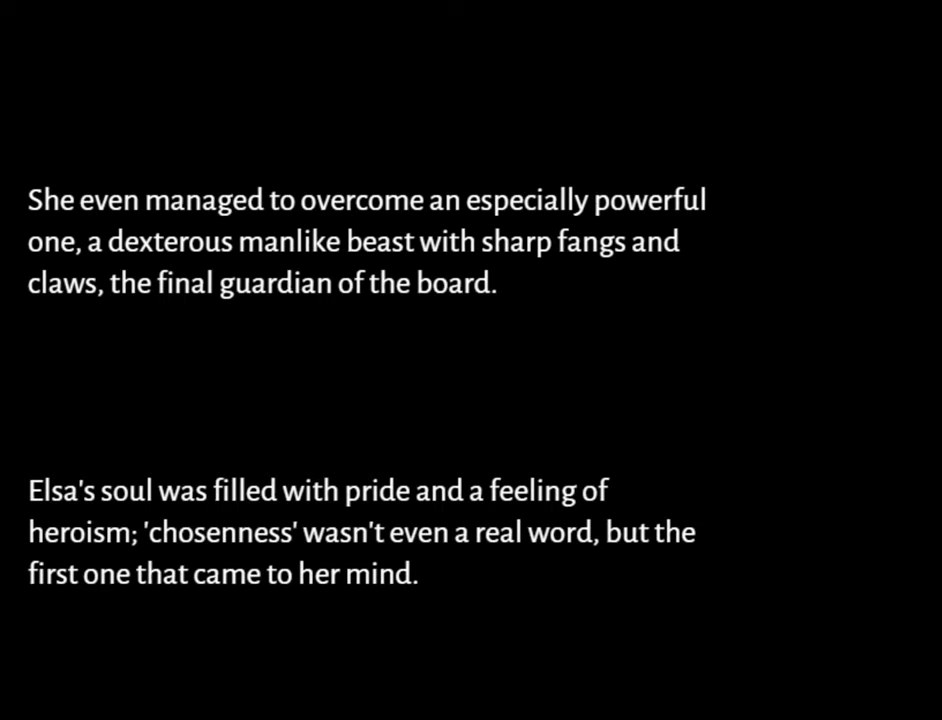 She even managed to overcome an especially powerful
one, a dexterous manlike beast with sharp fangs and
claws, the final guardian of the board.
Elsa's soul was filled with pride and a feeling of
heroism; 'chosenness' wasn't even a real word, but the
first one that came to her mind.